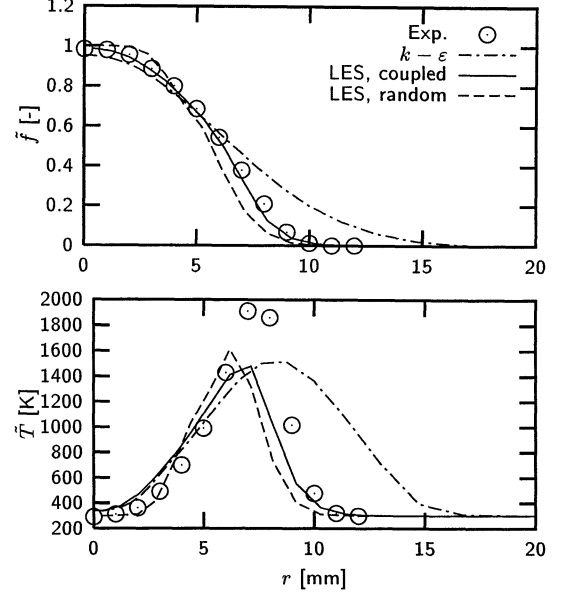 1.2
1
0.8
0.6
0.4
0.2
0
f̃ [-]
Exp.
k − ε
LES, coupled
LES, random
0 5 10 15 20
2000
1800
1600
1400
1200
1000
800
600
400
200
T̃ [K]
0 5 10 15 20
r [mm]